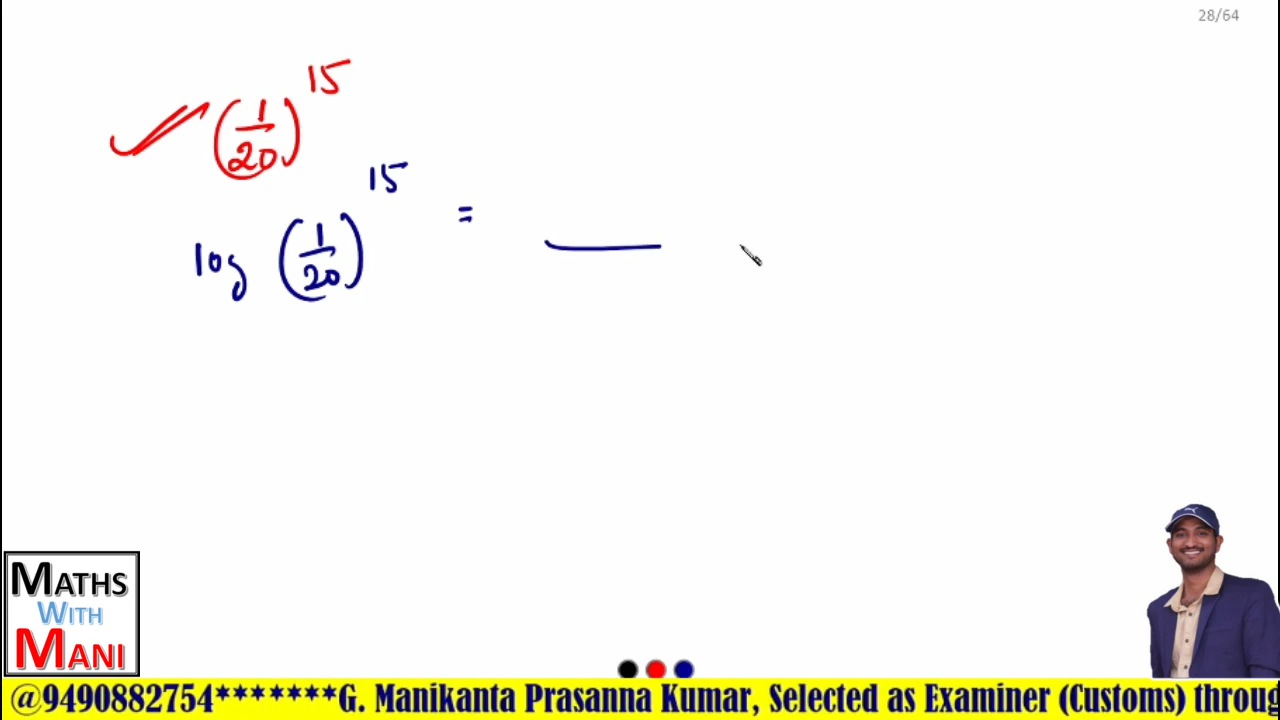 28/64
(1/20)^15
log (1/20)^15 =
MATHS
WITH
MANI
@9490882754*******G. Manikanta Prasanna Kumar, Selected as Examiner (Customs) throug